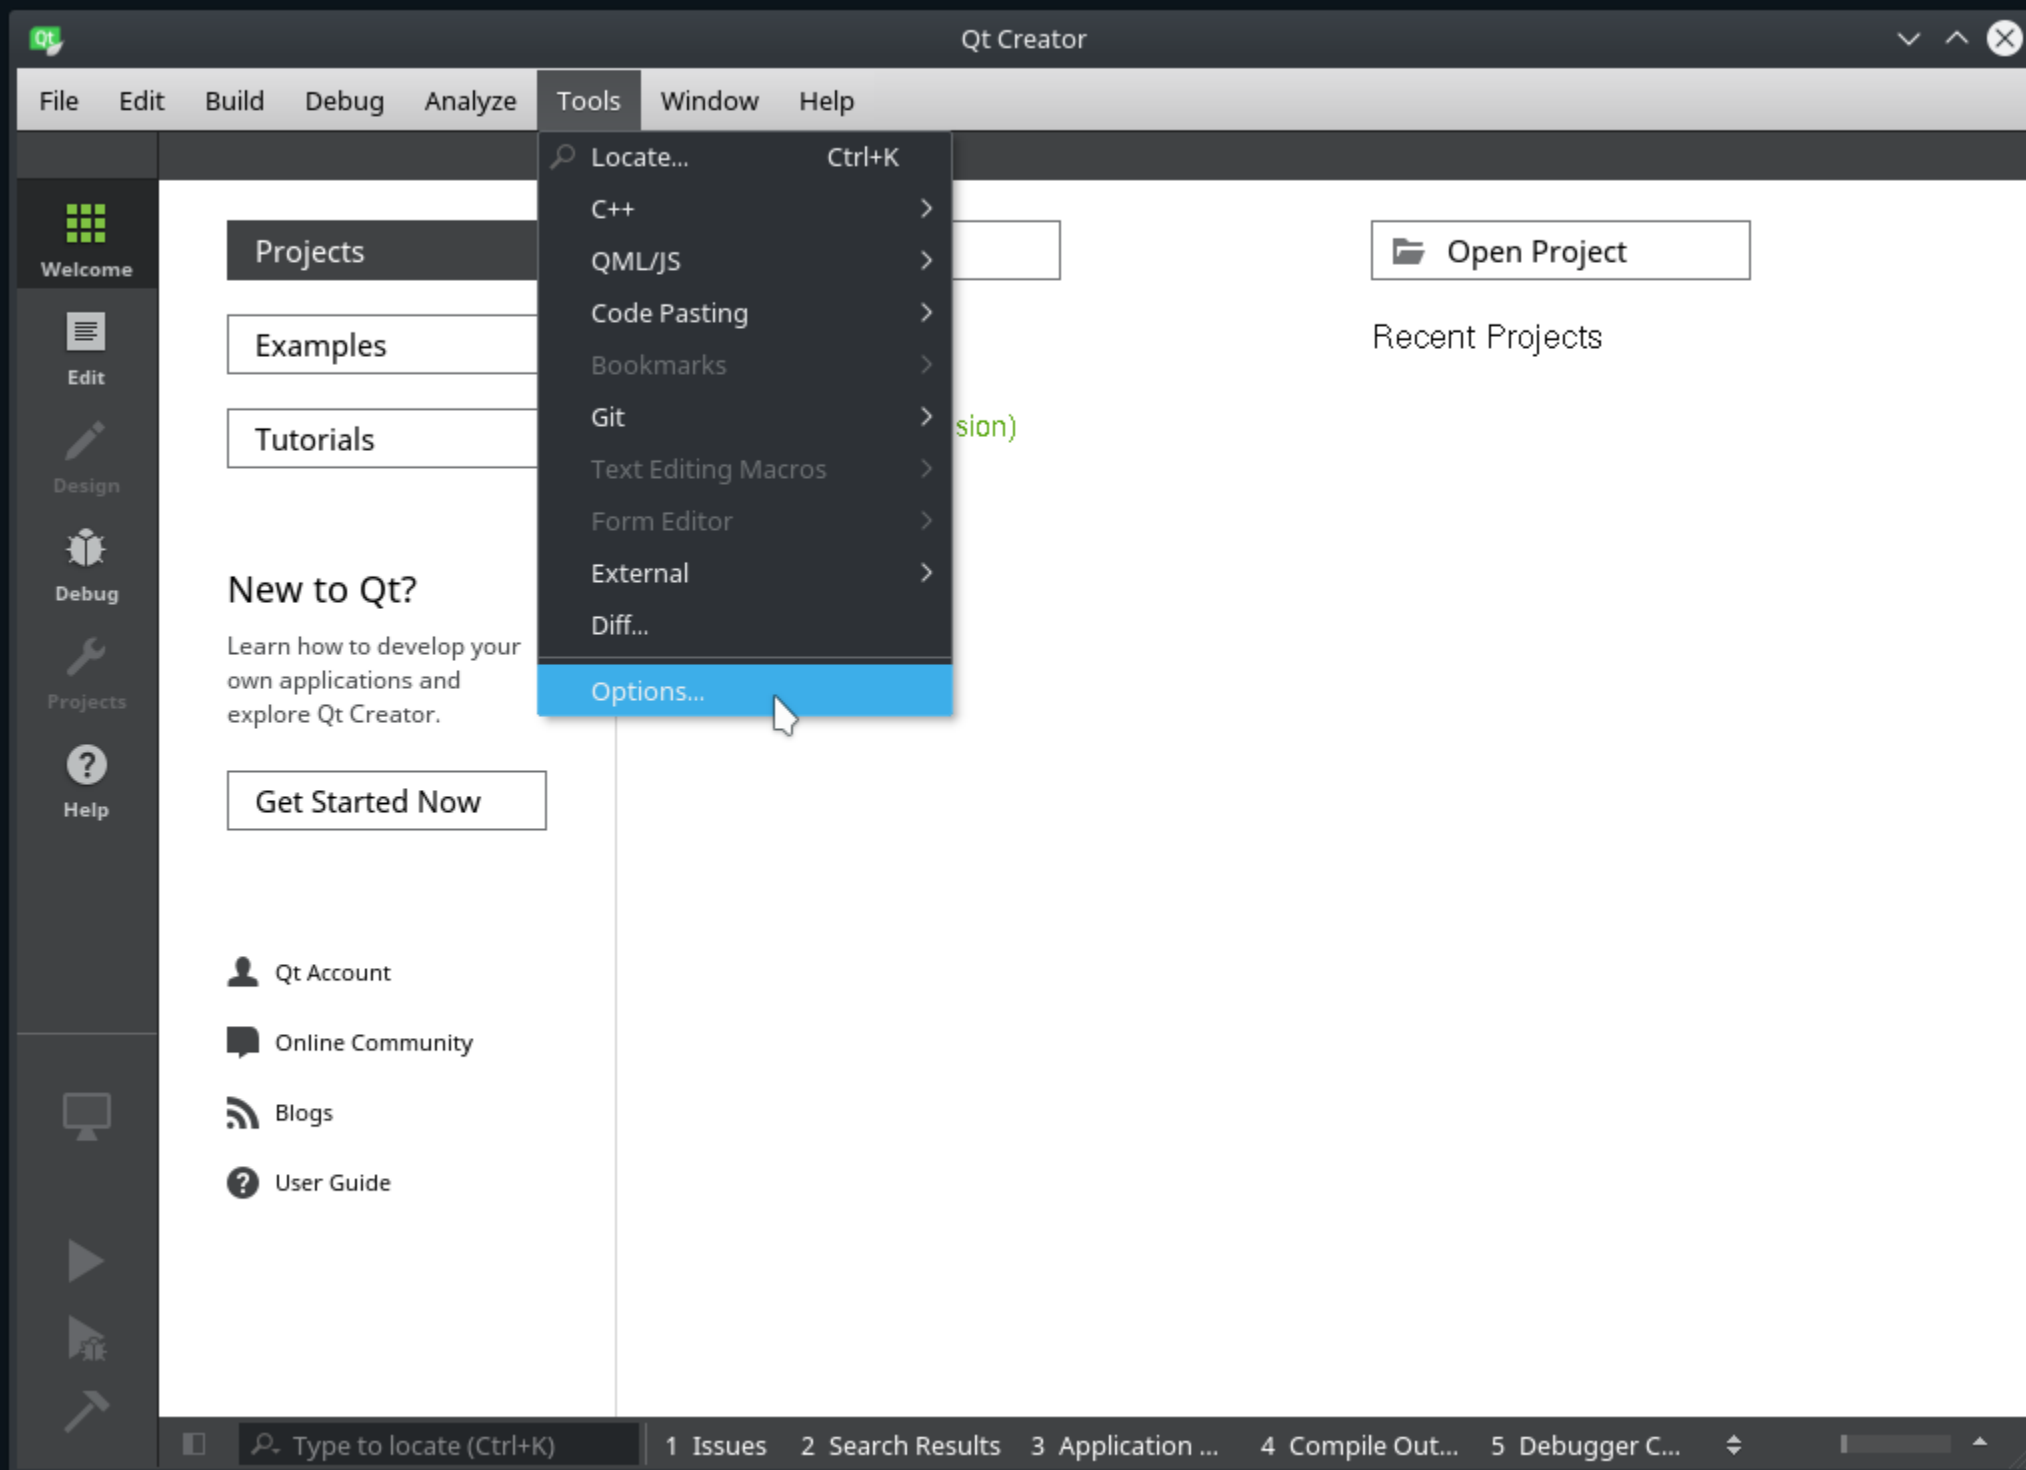 Qt
Qt Creator
File Edit Build Debug Analyze Tools Window Help
Locate... Ctrl+K
C++
QML/JS
Code Pasting
Bookmarks
Git
Text Editing Macros
Form Editor
External
Diff...
Options...
Welcome
Edit
Design
Debug
Projects
Help
Projects
Examples
Tutorials
New to Qt?
Learn how to develop your
own applications and
explore Qt Creator.
Get Started Now
Qt Account
Online Community
Blogs
User Guide
sion)
Open Project
Recent Projects
Type to locate (Ctrl+K) 1 Issues 2 Search Results 3 Application ... 4 Compile Out... 5 Debugger C...